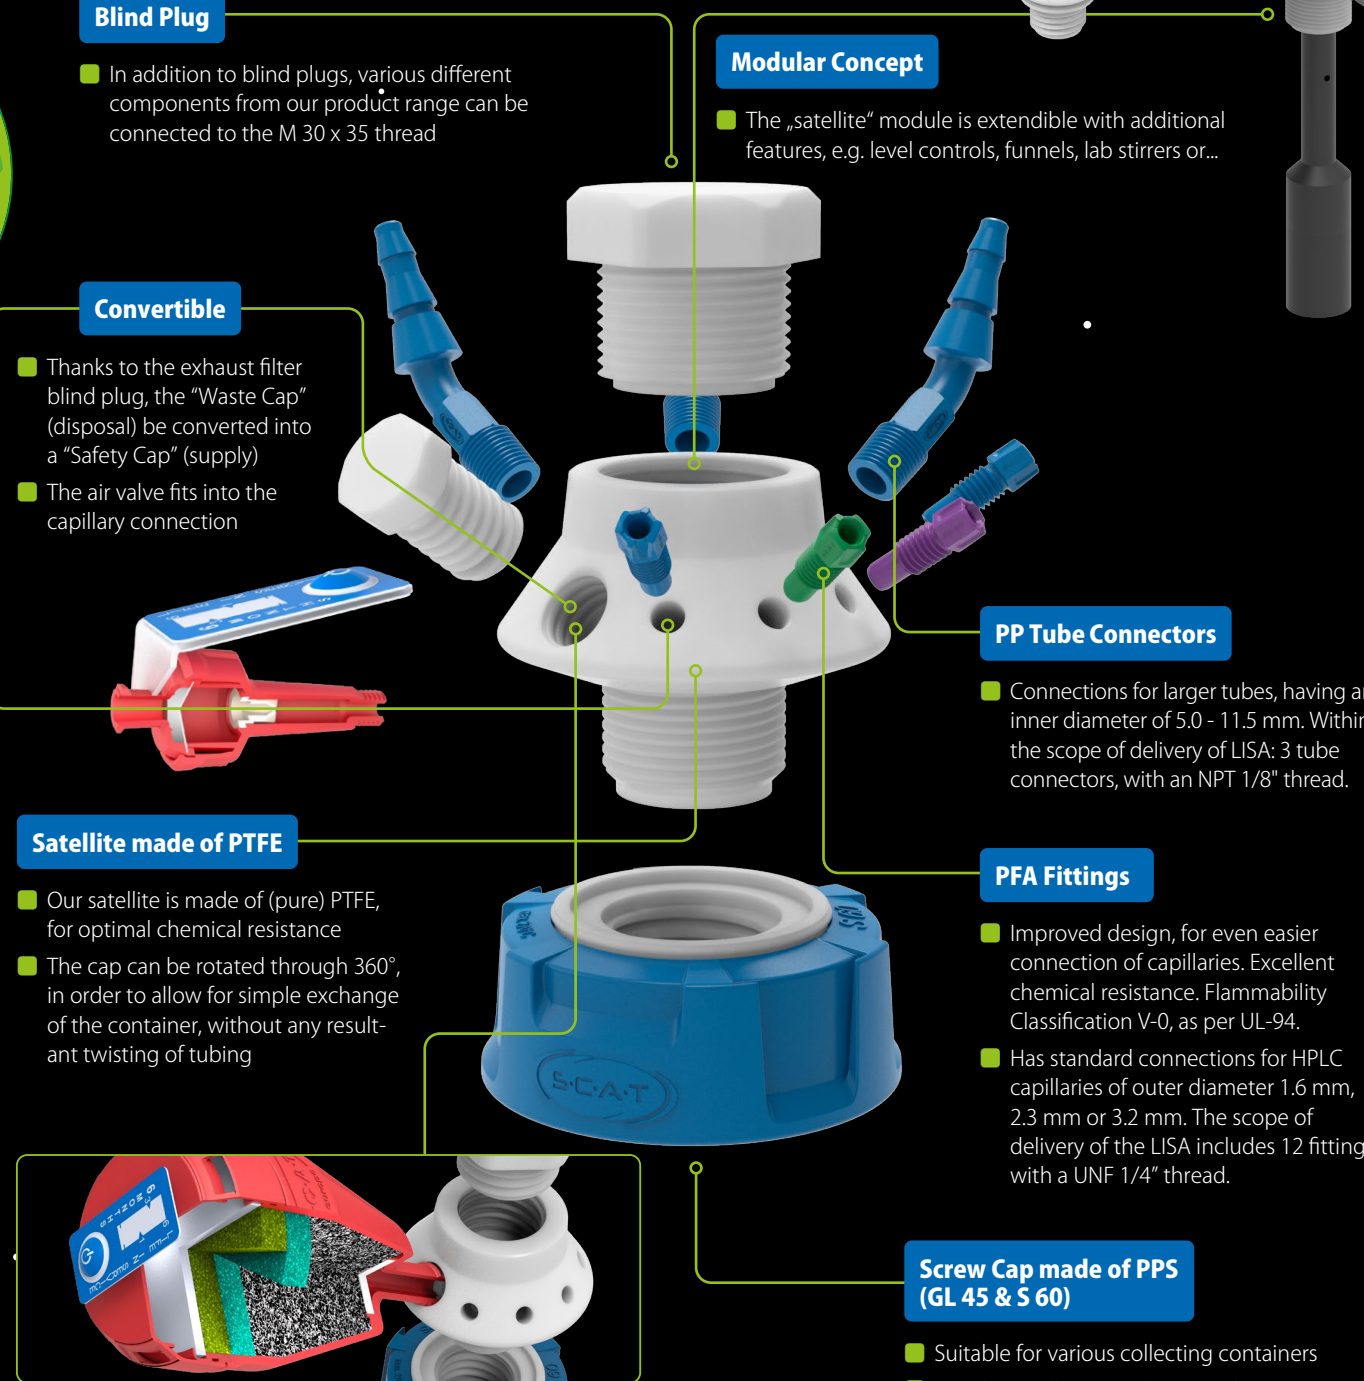 Blind Plug
In addition to blind plugs, various different
components from our product range can be
connected to the M 30 x 35 thread
Modular Concept
The „satellite“ module is extendible with additional
features, e.g. level controls, funnels, lab stirrers or...
Convertible
Thanks to the exhaust filter
blind plug, the “Waste Cap”
(disposal) be converted into
a “Safety Cap” (supply)
The air valve fits into the
capillary connection
PP Tube Connectors
Connections for larger tubes, having
inner diameter of 5.0 - 11.5 mm. Within
the scope of delivery of LISA: 3 tube
connectors, with an NPT 1/8" thread.
Satellite made of PTFE
Our satellite is made of (pure) PTFE,
for optimal chemical resistance
The cap can be rotated through 360°,
in order to allow for simple exchange
of the container, without any result-
ant twisting of tubing
PFA Fittings
Improved design, for even easier
connection of capillaries. Excellent
chemical resistance. Flammability
Classification V-0, as per UL-94.
Has standard connections for HPLC
capillaries of outer diameter 1.6 mm,
2.3 mm or 3.2 mm. The scope of
delivery of the LISA includes 12 fitting
with a UNF 1/4” thread.
S·C·A·T
6 MONTHS
LIFE IN SERVICE
Screw Cap made of PPS
(GL 45 & S 60)
Suitable for various collecting containers